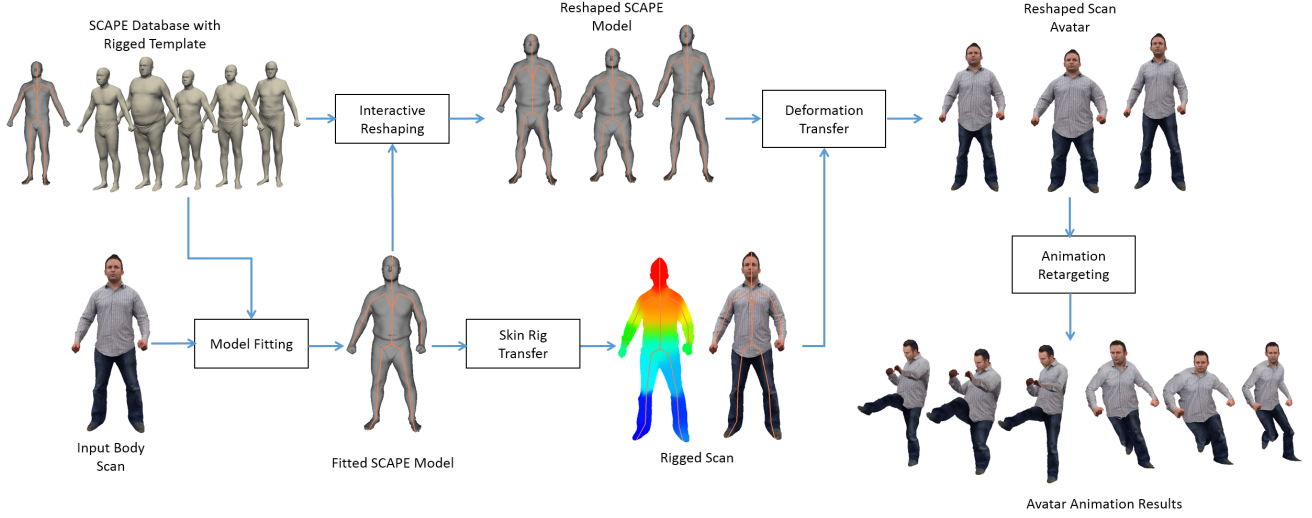 SCAPE Database with
Rigged Template
Reshaped SCAPE
Model
Reshaped Scan
Avatar
Interactive
Reshaping
Deformation
Transfer
Animation
Retargeting
Model Fitting
Skin Rig
Transfer
Input Body
Scan
Fitted SCAPE Model
Rigged Scan
Avatar Animation Results